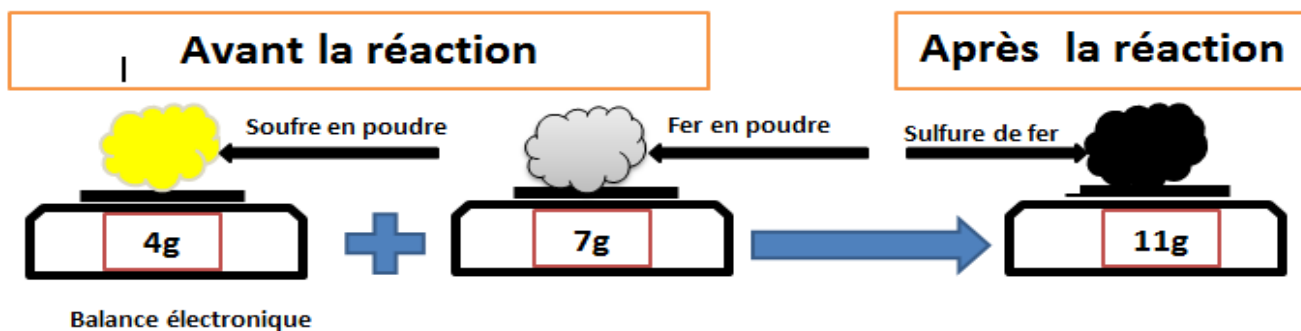 Avant la réaction
Après la réaction
Soufre en poudre
Fer en poudre
Sulfure de fer
4g
7g
11g
Balance électronique